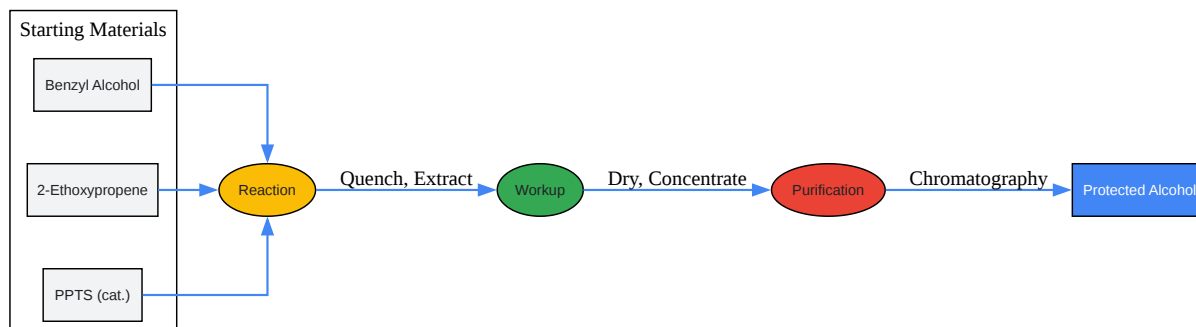 Starting Materials
Benzyl Alcohol
2-Ethoxypropene
PPTS (cat.)
Reaction
Quench, Extract
Workup
Dry, Concentrate
Purification
Chromatography
Protected Alcohol